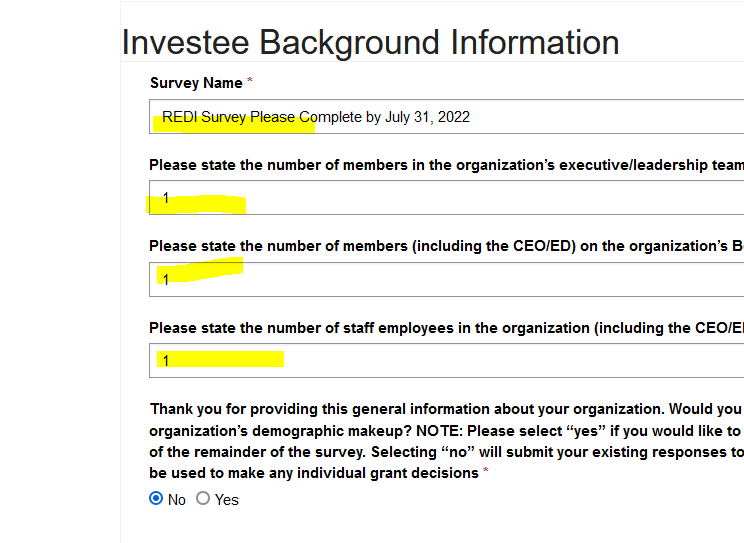 Investee Background Information
Survey Name *
REDI Survey Please Complete by July 31, 2022
Please state the number of members in the organization’s executive/leadership team
1
Please state the number of members (including the CEO/ED) on the organization’s B
1
Please state the number of staff employees in the organization (including the CEO/E
1
Thank you for providing this general information about your organization. Would you
organization’s demographic makeup? NOTE: Please select “yes” if you would like to
of the remainder of the survey. Selecting “no” will submit your existing responses to
be used to make any individual grant decisions *
No Yes